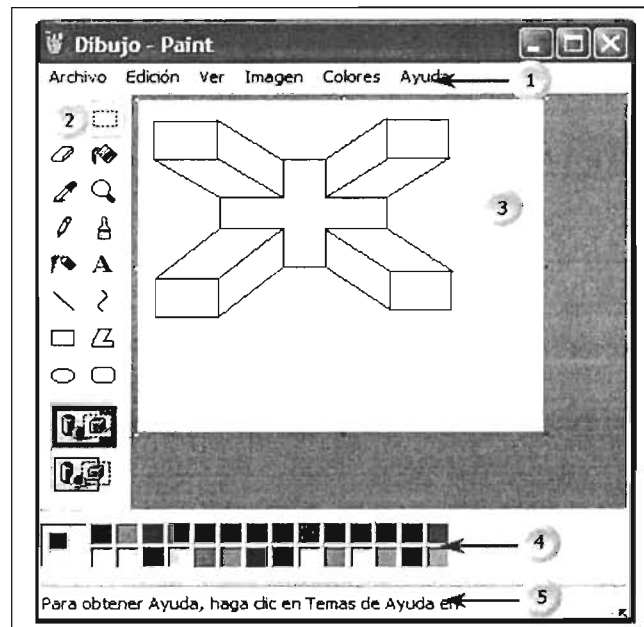 Dibujo - Paint
Archivo Edición Ver Imagen Colores Ayuda 1
2
3
A
4
Para obtener Ayuda, haga clic en Temas de Ayuda en 5